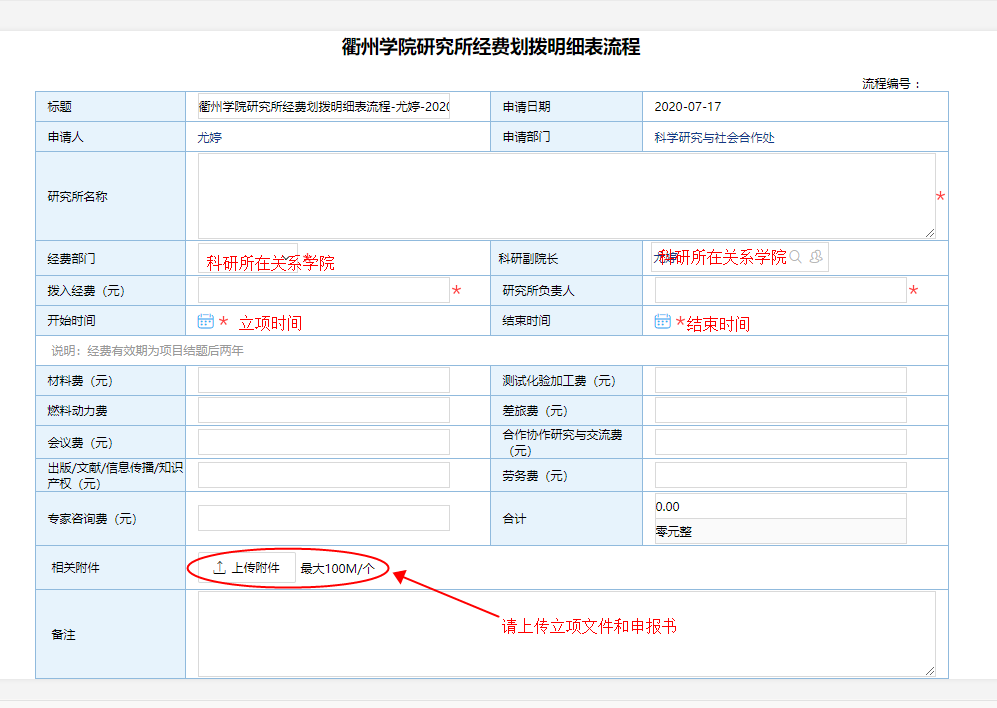 衢州学院研究所经费划拨明细表流程
流程编号：
标题 衢州学院研究所经费划拨明细表流程-尤婷-2020 申请日期 2020-07-17
申请人 尤婷 申请部门 科学研究与社会合作处
研究所名称 *
经费部门 科研所在关系学院 科研副院长 科研所在关系学院
拨入经费（元） * 研究所负责人 *
开始时间 * 立项时间 结束时间 *结束时间
说明：经费有效期为项目结题后两年
材料费（元） 测试化验加工费（元）
燃料动力费 差旅费（元）
会议费（元） 合作协作研究与交流费
（元）
出版/文献/信息传播/知识
产权（元） 劳务费（元）
专家咨询费（元） 合计 0.00
零元整
相关附件 上传附件 最大100M/个
请上传立项文件和申报书
备注